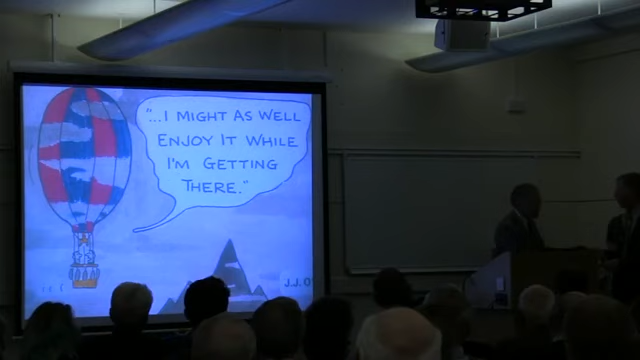 "...I MIGHT AS WELL
ENJOY IT WHILE
I'M GETTING
THERE."
J.J.O